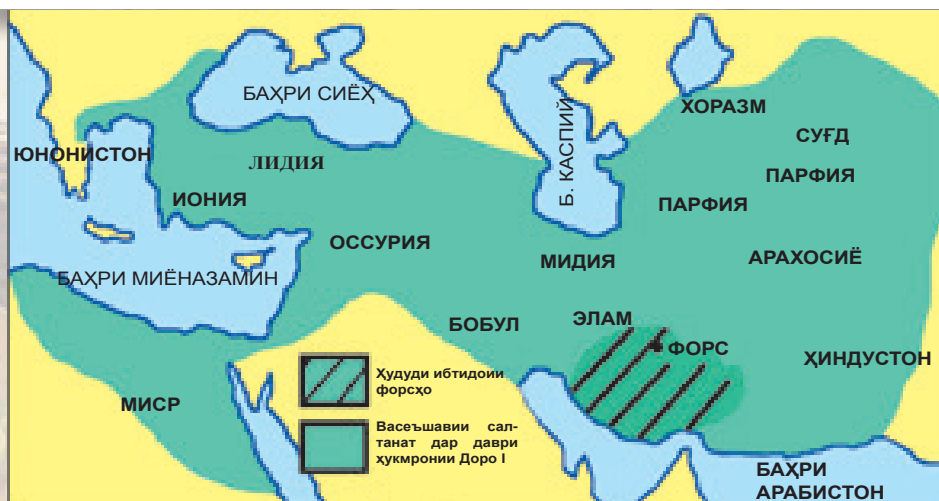 БАҲРИ СИЁҲ
Б. КАСПИЙ
ХОРАЗМ
СУҒД
ЮНОНИСТОН
ЛИДИЯ
ПАРФИЯ
ИОНИЯ
ПАРФИЯ
ОССУРИЯ
МИДИЯ
АРАХОСИЁ
БАҲРИ МИЁНАЗАМИН
БОБУЛ
ЭЛАМ
ФОРС
ҲИНДУСТОН
МИСР
Ҳудуди ибтидоии
форсҳо
Васеъшавии сал-
танат дар даври
ҳукмронии Доро I
БАҲРИ
АРАБИСТОН